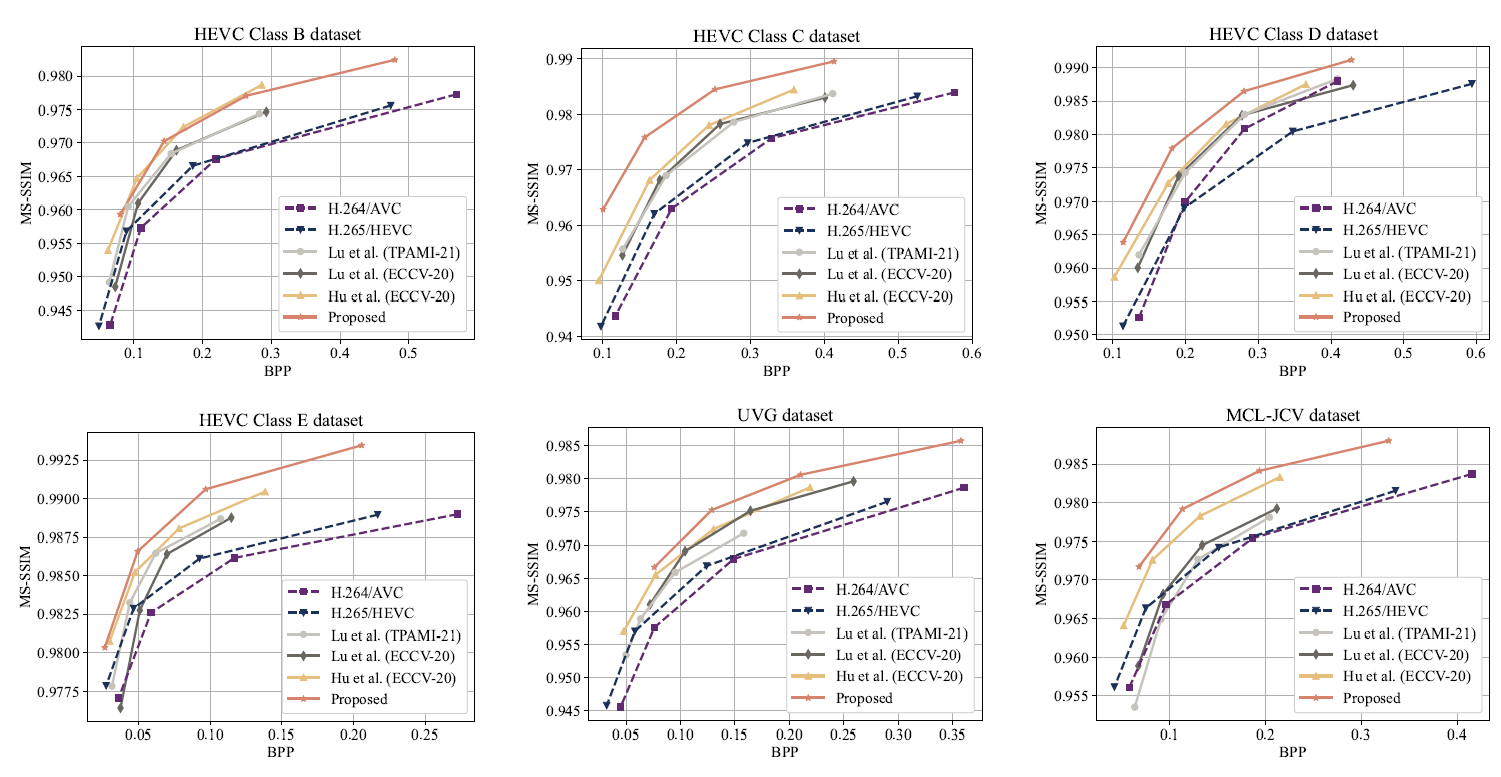 HEVC Class B dataset
MS-SSIM
0.980
0.975
0.970
0.965
0.960
0.955
0.950
0.945
H.264/AVC
H.265/HEVC
Lu et al. (TPAMI-21)
Lu et al. (ECCV-20)
Hu et al. (ECCV-20)
Proposed
0.1 0.2 0.3 0.4 0.5
BPP
HEVC Class C dataset
MS-SSIM
0.99
0.98
0.97
0.96
0.95
0.94
H.264/AVC
H.265/HEVC
Lu et al. (TPAMI-21)
Lu et al. (ECCV-20)
Hu et al. (ECCV-20)
Proposed
0.1 0.2 0.3 0.4 0.5 0.6
BPP
HEVC Class D dataset
MS-SSIM
0.990
0.985
0.980
0.975
0.970
0.965
0.960
0.955
0.950
H.264/AVC
H.265/HEVC
Lu et al. (TPAMI-21)
Lu et al. (ECCV-20)
Hu et al. (ECCV-20)
Proposed
0.1 0.2 0.3 0.4 0.5 0.6
BPP
HEVC Class E dataset
MS-SSIM
0.9925
0.9900
0.9875
0.9850
0.9825
0.9800
0.9775
H.264/AVC
H.265/HEVC
Lu et al. (TPAMI-21)
Lu et al. (ECCV-20)
Hu et al. (ECCV-20)
Proposed
0.05 0.10 0.15 0.20 0.25
BPP
UVG dataset
MS-SSIM
0.985
0.980
0.975
0.970
0.965
0.960
0.955
0.950
0.945
H.264/AVC
H.265/HEVC
Lu et al. (TPAMI-21)
Lu et al. (ECCV-20)
Hu et al. (ECCV-20)
Proposed
0.05 0.10 0.15 0.20 0.25 0.30 0.35
BPP
MCL-JCV dataset
MS-SSIM
0.985
0.980
0.975
0.970
0.965
0.960
0.955
H.264/AVC
H.265/HEVC
Lu et al. (TPAMI-21)
Lu et al. (ECCV-20)
Hu et al. (ECCV-20)
Proposed
0.1 0.2 0.3 0.4
BPP